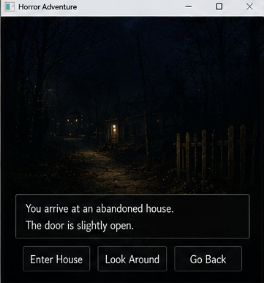 Horror Adventure
You arrive at an abandoned house.
The door is slightly open.
Enter House
Look Around
Go Back